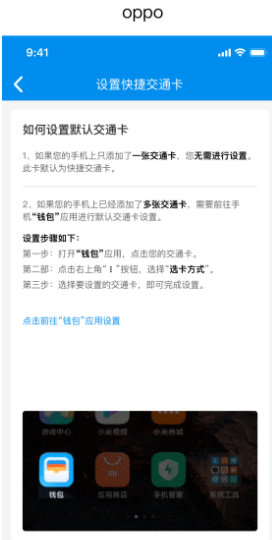 oppo
9:41
设置快捷交通卡
如何设置默认交通卡
1、如果您的手机上只添加了一张交通卡，您无需进行设置。
此卡默认为快捷交通卡。
2、如果您的手机上已经添加了多张交通卡，需要前往手
机“钱包”应用进行默认交通卡设置。
设置步骤如下：
第一步：打开“钱包”应用，点击您的交通卡。
第二部：点击右上角“⋮”按钮，选择“选卡方式”。
第三步：选择要设置的交通卡，即可完成设置。
点击前往“钱包”应用设置
游戏中心 小米视频 小米商城
钱包 应用商店 手机管家 系统工具